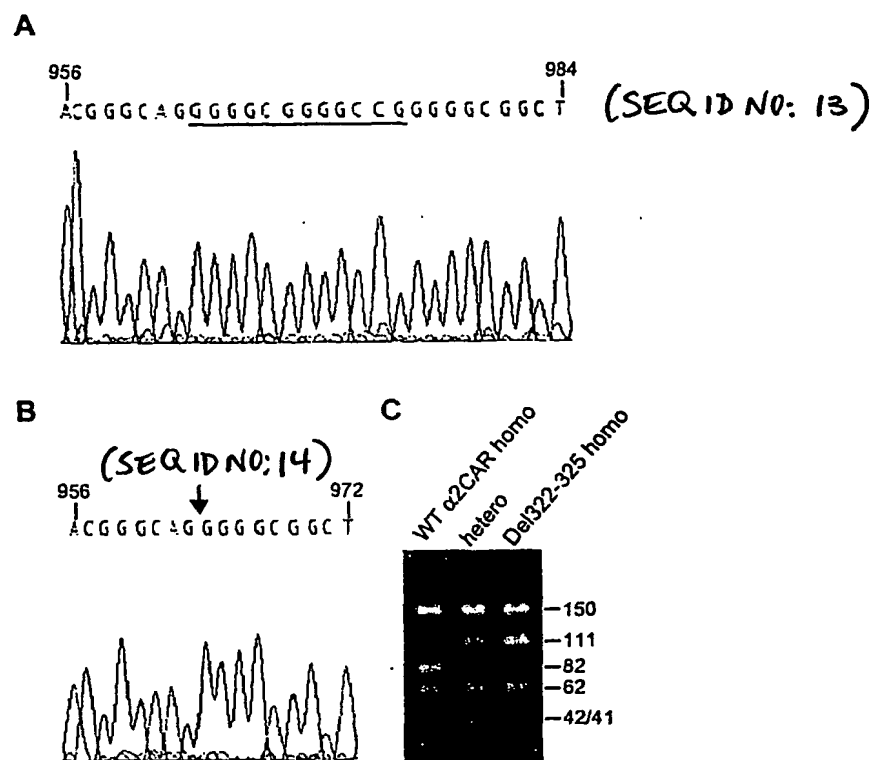 A
956 984
ACGGGCAGGGGGCGGGGCCGGGGGCGGCT (SEQ ID NO: 13)
B
(SEQ ID NO: 14)
956 972
ACGGGCAGGGGGCGGCT
C
WT α2CAR homo
hetero
Del322-325 homo
150
111
82
62
42/41